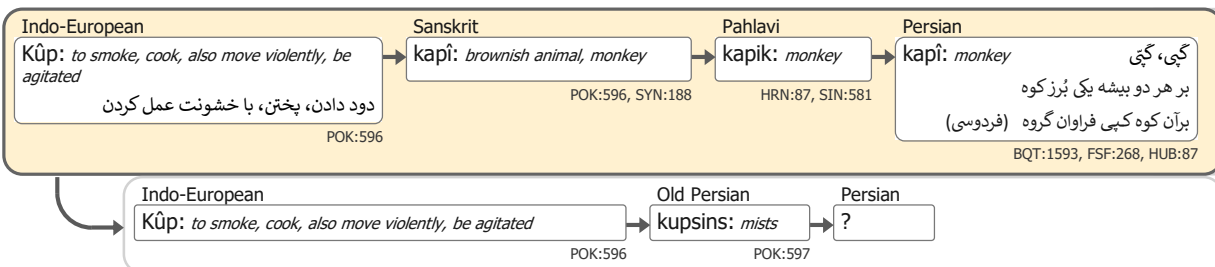 Indo-European
Kûp: to smoke, cook, also move violently, be
agitated
دود دادن، پختن، با خشونت عمل کردن
POK:596
Sanskrit
kapî: brownish animal, monkey
POK:596, SYN:188
Pahlavi
kapik: monkey
HRN:87, SIN:581
Persian
kapî: monkey کَپی، کَپّی
بر هر دو بیشه یکی بُرز کوه
برآن کوه کـپی فراوان گروه (فردوسی)
BQT:1593, FSF:268, HUB:87
Indo-European
Kûp: to smoke, cook, also move violently, be agitated
POK:596
Old Persian
kupsins: mists
POK:597
Persian
?